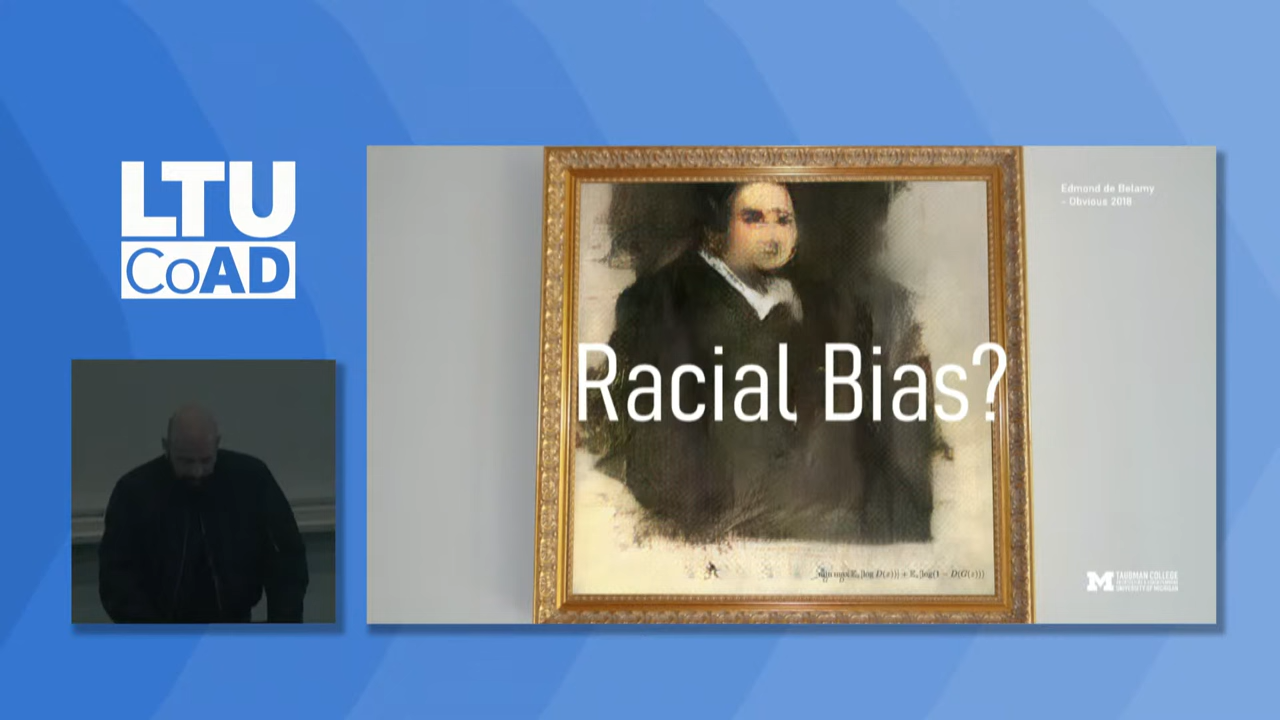 LTU
CoAD
Edmond de Belamy
- Obvious 2018
Racial Bias?
M TAUBMAN COLLEGE
UNIVERSITY OF MICHIGAN